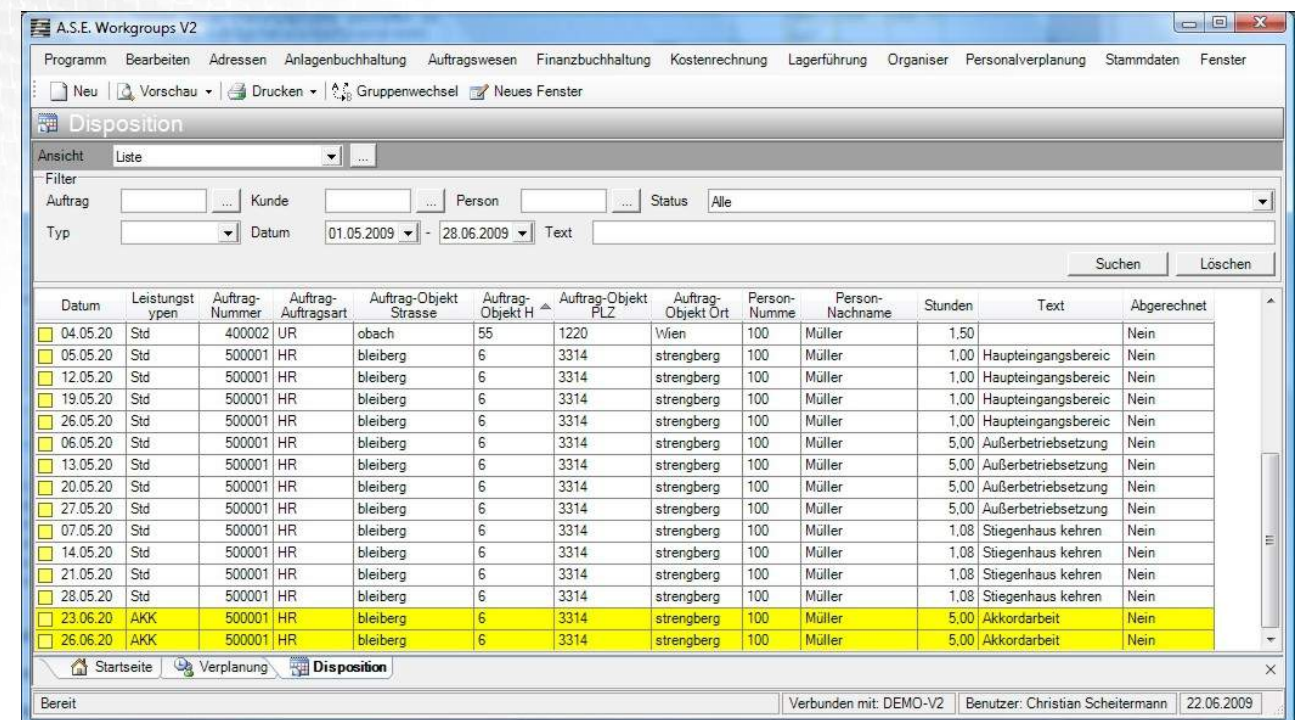 A.S.E. Workgroups V2
Programm Bearbeiten Adressen Anlagenbuchhaltung Auftragswesen Finanzbuchhaltung Kostenrechnung Lagerführung Organiser Personalverplanung Stammdaten Fenster
Neu Vorschau Drucken Gruppenwechsel Neues Fenster
Disposition
Ansicht Liste ...
Filter
Auftrag ... Kunde ... Person ... Status Alle
Typ Datum 01.05.2009 - 28.06.2009 Text
Suchen Löschen
Datum Leistungst ypen Auftrag- Nummer Auftrag- Auftragsart Auftrag-Objekt Strasse Auftrag- Objekt H Auftrag-Objekt PLZ Auftrag- Objekt Ort Person- Numme Person- Nachname Stunden Text Abgerechnet
04.05.20 Std 400002 UR obach 55 1220 Wien 100 Müller 1,50 Nein
05.05.20 Std 500001 HR bleiberg 6 3314 strengberg 100 Müller 1,00 Haupteingangsbereic Nein
12.05.20 Std 500001 HR bleiberg 6 3314 strengberg 100 Müller 1,00 Haupteingangsbereic Nein
19.05.20 Std 500001 HR bleiberg 6 3314 strengberg 100 Müller 1,00 Haupteingangsbereic Nein
26.05.20 Std 500001 HR bleiberg 6 3314 strengberg 100 Müller 1,00 Haupteingangsbereic Nein
06.05.20 Std 500001 HR bleiberg 6 3314 strengberg 100 Müller 5,00 Außerbetriebsetzung Nein
13.05.20 Std 500001 HR bleiberg 6 3314 strengberg 100 Müller 5,00 Außerbetriebsetzung Nein
20.05.20 Std 500001 HR bleiberg 6 3314 strengberg 100 Müller 5,00 Außerbetriebsetzung Nein
27.05.20 Std 500001 HR bleiberg 6 3314 strengberg 100 Müller 5,00 Außerbetriebsetzung Nein
07.05.20 Std 500001 HR bleiberg 6 3314 strengberg 100 Müller 1,08 Stiegenhaus kehren Nein
14.05.20 Std 500001 HR bleiberg 6 3314 strengberg 100 Müller 1,08 Stiegenhaus kehren Nein
21.05.20 Std 500001 HR bleiberg 6 3314 strengberg 100 Müller 1,08 Stiegenhaus kehren Nein
28.05.20 Std 500001 HR bleiberg 6 3314 strengberg 100 Müller 1,08 Stiegenhaus kehren Nein
23.06.20 AKK 500001 HR bleiberg 6 3314 strengberg 100 Müller 5,00 Akkordarbeit Nein
26.06.20 AKK 500001 HR bleiberg 6 3314 strengberg 100 Müller 5,00 Akkordarbeit Nein
Startseite Verplanung Disposition
Bereit Verbunden mit: DEMO-V2 Benutzer: Christian Scheitermann 22.06.2009